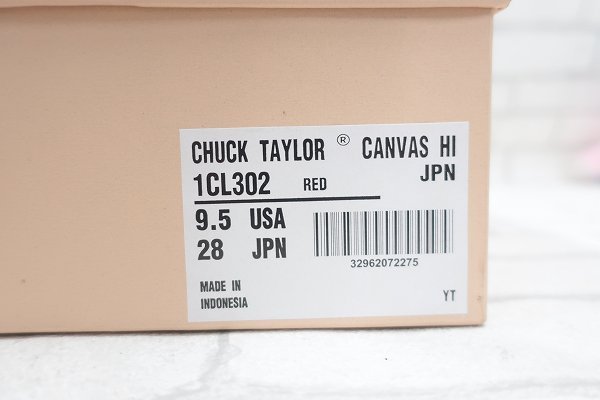 CHUCK TAYLOR ® CANVAS HI
1CL302 RED JPN
9.5 USA
28 JPN
32962072275
MADE IN
INDONESIA
YT